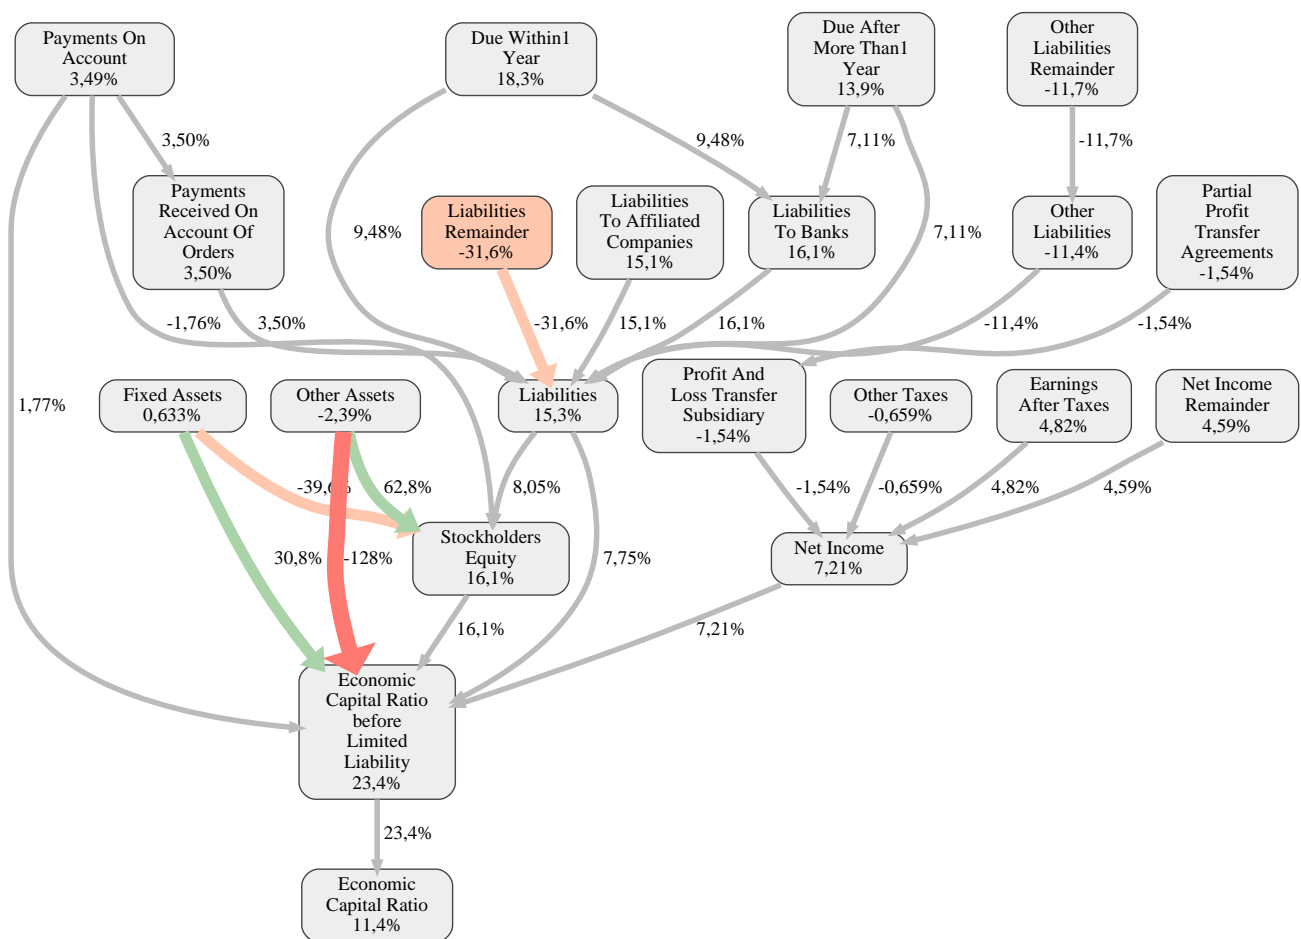 Payments On
Account
3,49%
Due Within1
Year
18,3%
Due After
More Than1
Year
13,9%
Other
Liabilities
Remainder
-11,7%
3,50%
9,48%
7,11%
-11,7%
Payments
Received On
Account Of
Orders
3,50%
Liabilities
Remainder
-31,6%
Liabilities
To Affiliated
Companies
15,1%
Liabilities
To Banks
16,1%
Other
Liabilities
-11,4%
Partial
Profit
Transfer
Agreements
-1,54%
9,48%
7,11%
-1,76%
3,50%
-31,6%
15,1%
16,1%
-11,4%
-1,54%
1,77%
Fixed Assets
0,633%
Other Assets
-2,39%
Liabilities
15,3%
Profit And
Loss Transfer
Subsidiary
-1,54%
Other Taxes
-0,659%
Earnings
After Taxes
4,82%
Net Income
Remainder
4,59%
-39,6%
62,8%
8,05%
-1,54%
-0,659%
4,82%
4,59%
30,8%
-128%
Stockholders
Equity
16,1%
7,75%
Net Income
7,21%
16,1%
7,21%
Economic
Capital Ratio
before
Limited
Liability
23,4%
23,4%
Economic
Capital Ratio
11,4%